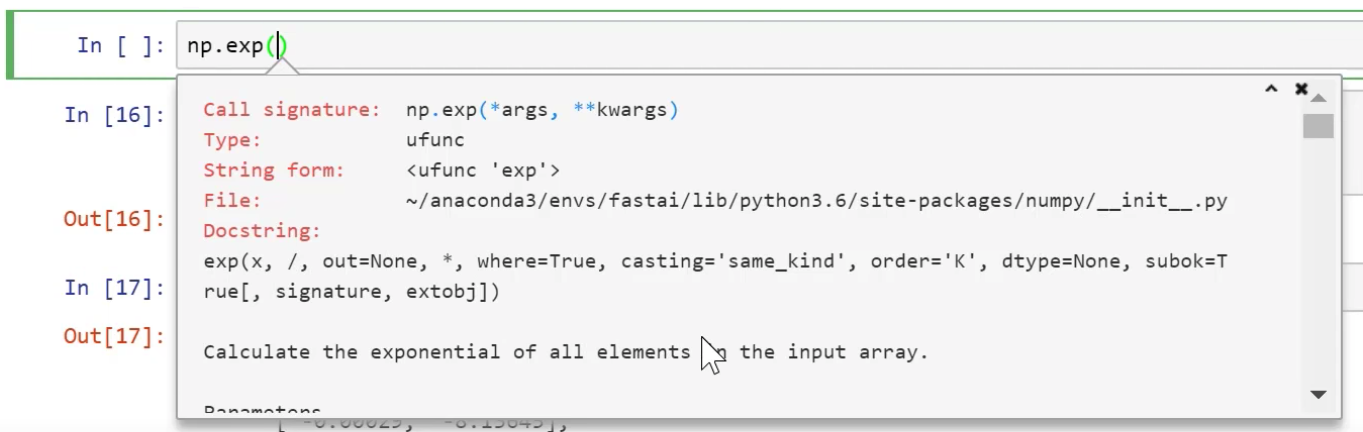 In [ ]: np.exp()
In [16]:
Call signature: np.exp(*args, **kwargs)
Type: ufunc
String form: <ufunc 'exp'>
File: ~/anaconda3/envs/fastai/lib/python3.6/site-packages/numpy/__init__.py
Out[16]:
Docstring:
exp(x, /, out=None, *, where=True, casting='same_kind', order='K', dtype=None, subok=T
In [17]:
rue[, signature, extobj])
Out[17]:
Calculate the exponential of all elements in the input array.
Parameters